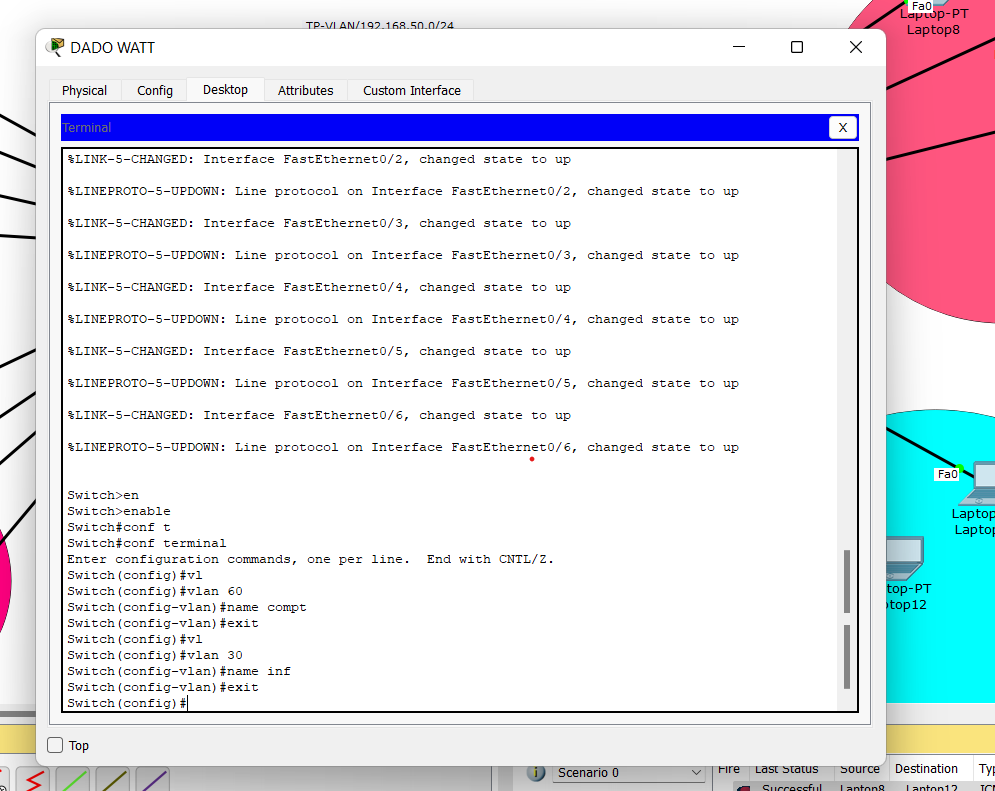 TP-VLAN/192.168.50.0/24
Fa0
Laptop-PT
Laptop8
DADO WATT
Physical
Config
Desktop
Attributes
Custom Interface
Terminal
X
%LINK-5-CHANGED: Interface FastEthernet0/2, changed state to up
%LINEPROTO-5-UPDOWN: Line protocol on Interface FastEthernet0/2, changed state to up
%LINK-5-CHANGED: Interface FastEthernet0/3, changed state to up
%LINEPROTO-5-UPDOWN: Line protocol on Interface FastEthernet0/3, changed state to up
%LINK-5-CHANGED: Interface FastEthernet0/4, changed state to up
%LINEPROTO-5-UPDOWN: Line protocol on Interface FastEthernet0/4, changed state to up
%LINK-5-CHANGED: Interface FastEthernet0/5, changed state to up
%LINEPROTO-5-UPDOWN: Line protocol on Interface FastEthernet0/5, changed state to up
%LINK-5-CHANGED: Interface FastEthernet0/6, changed state to up
%LINEPROTO-5-UPDOWN: Line protocol on Interface FastEthernet0/6, changed state to up
Switch>en
Switch>enable
Switch#conf t
Switch#conf terminal
Enter configuration commands, one per line.  End with CNTL/Z.
Switch(config)#vl
Switch(config)#vlan 60
Switch(config-vlan)#name compt
Switch(config-vlan)#exit
Switch(config)#vl
Switch(config)#vlan 30
Switch(config-vlan)#name inf
Switch(config-vlan)#exit
Switch(config)#
Fa0
Laptop
Laptop
top-PT
ptop12
Top
Scenario 0
Fire
Last Status
Source
Destination
Typ
Successful
Laptop8
Laptop12